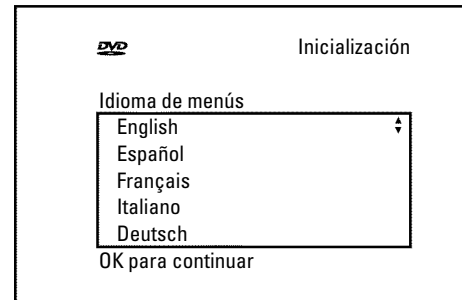 DVD
Inicialización
Idioma de menús
English
Español
Français
Italiano
Deutsch
OK para continuar